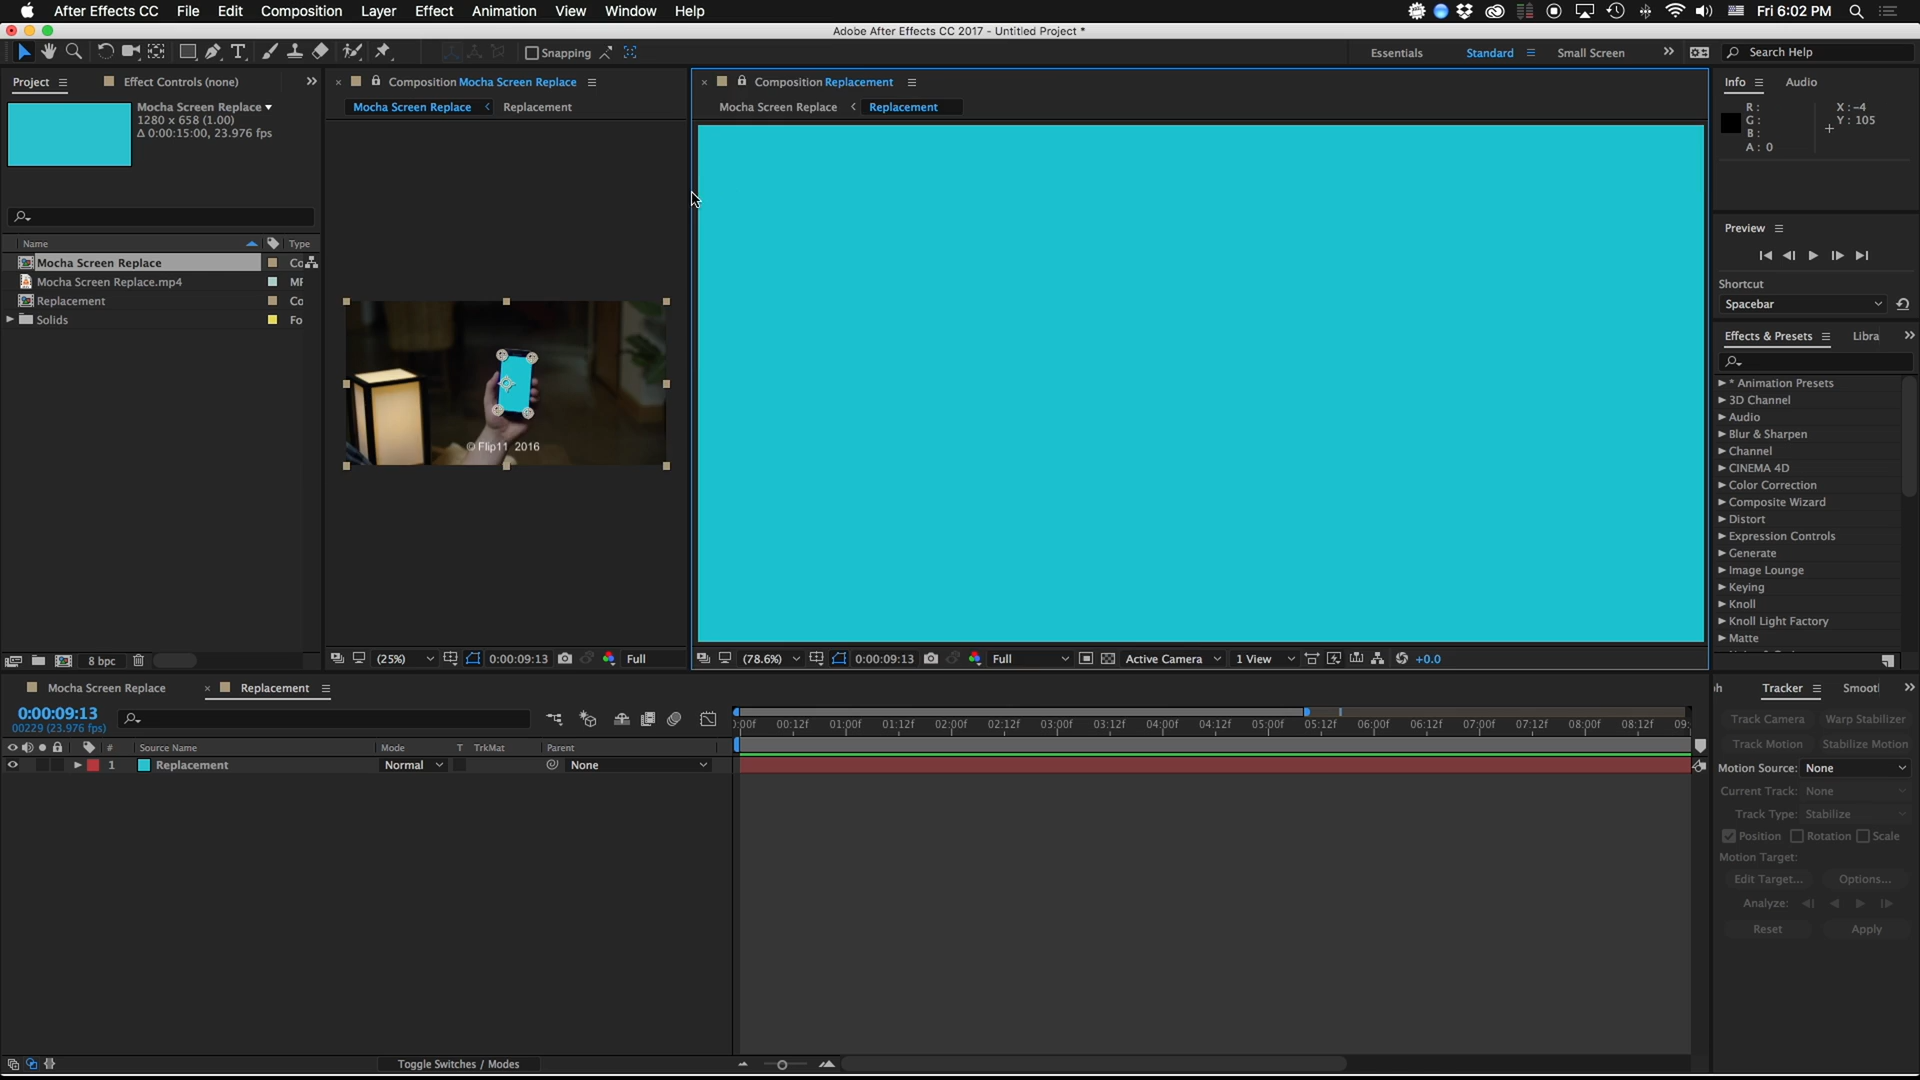 After Effects CC File Edit Composition Layer Effect Animation View Window Help Fri 6:02 PM
Adobe After Effects CC 2017 - Untitled Project *
Snapping Essentials Standard Small Screen Search Help
Project Effect Controls (none)
Mocha Screen Replace
1280 x 658 (1.00)
Δ 0:00:15:00, 23.976 fps
Name Type
Mocha Screen Replace Co
Mocha Screen Replace.mp4 MF
Replacement Co
Solids Fo
8 bpc
Composition Mocha Screen Replace
Mocha Screen Replace Replacement
© Flip11 2016
(25%) 0:00:09:13 Full
Composition Replacement
Mocha Screen Replace Replacement
(78.6%) 0:00:09:13 Full Active Camera 1 View +0.0
Info Audio
R: X: -4
G: Y: 105
B:
A: 0
Preview
Shortcut
Spacebar
Effects & Presets Libra
* Animation Presets
3D Channel
Audio
Blur & Sharpen
Channel
CINEMA 4D
Color Correction
Composite Wizard
Distort
Expression Controls
Generate
Image Lounge
Keying
Knoll
Knoll Light Factory
Matte
Mocha Screen Replace Replacement
0:00:09:13
00229 (23.976 fps)
# Source Name Mode T TrkMat Parent
1 Replacement Normal None
):00f 00:12f 01:00f 01:12f 02:00f 02:12f 03:00f 03:12f 04:00f 04:12f 05:00f 05:12f 06:00f 06:12f 07:00f 07:12f 08:00f 08:12f 09:
Toggle Switches / Modes
ph Tracker Smootl
Track Camera Warp Stabilizer
Track Motion Stabilize Motion
Motion Source: None
Current Track: None
Track Type: Stabilize
Position Rotation Scale
Motion Target:
Edit Target... Options...
Analyze:
Reset Apply